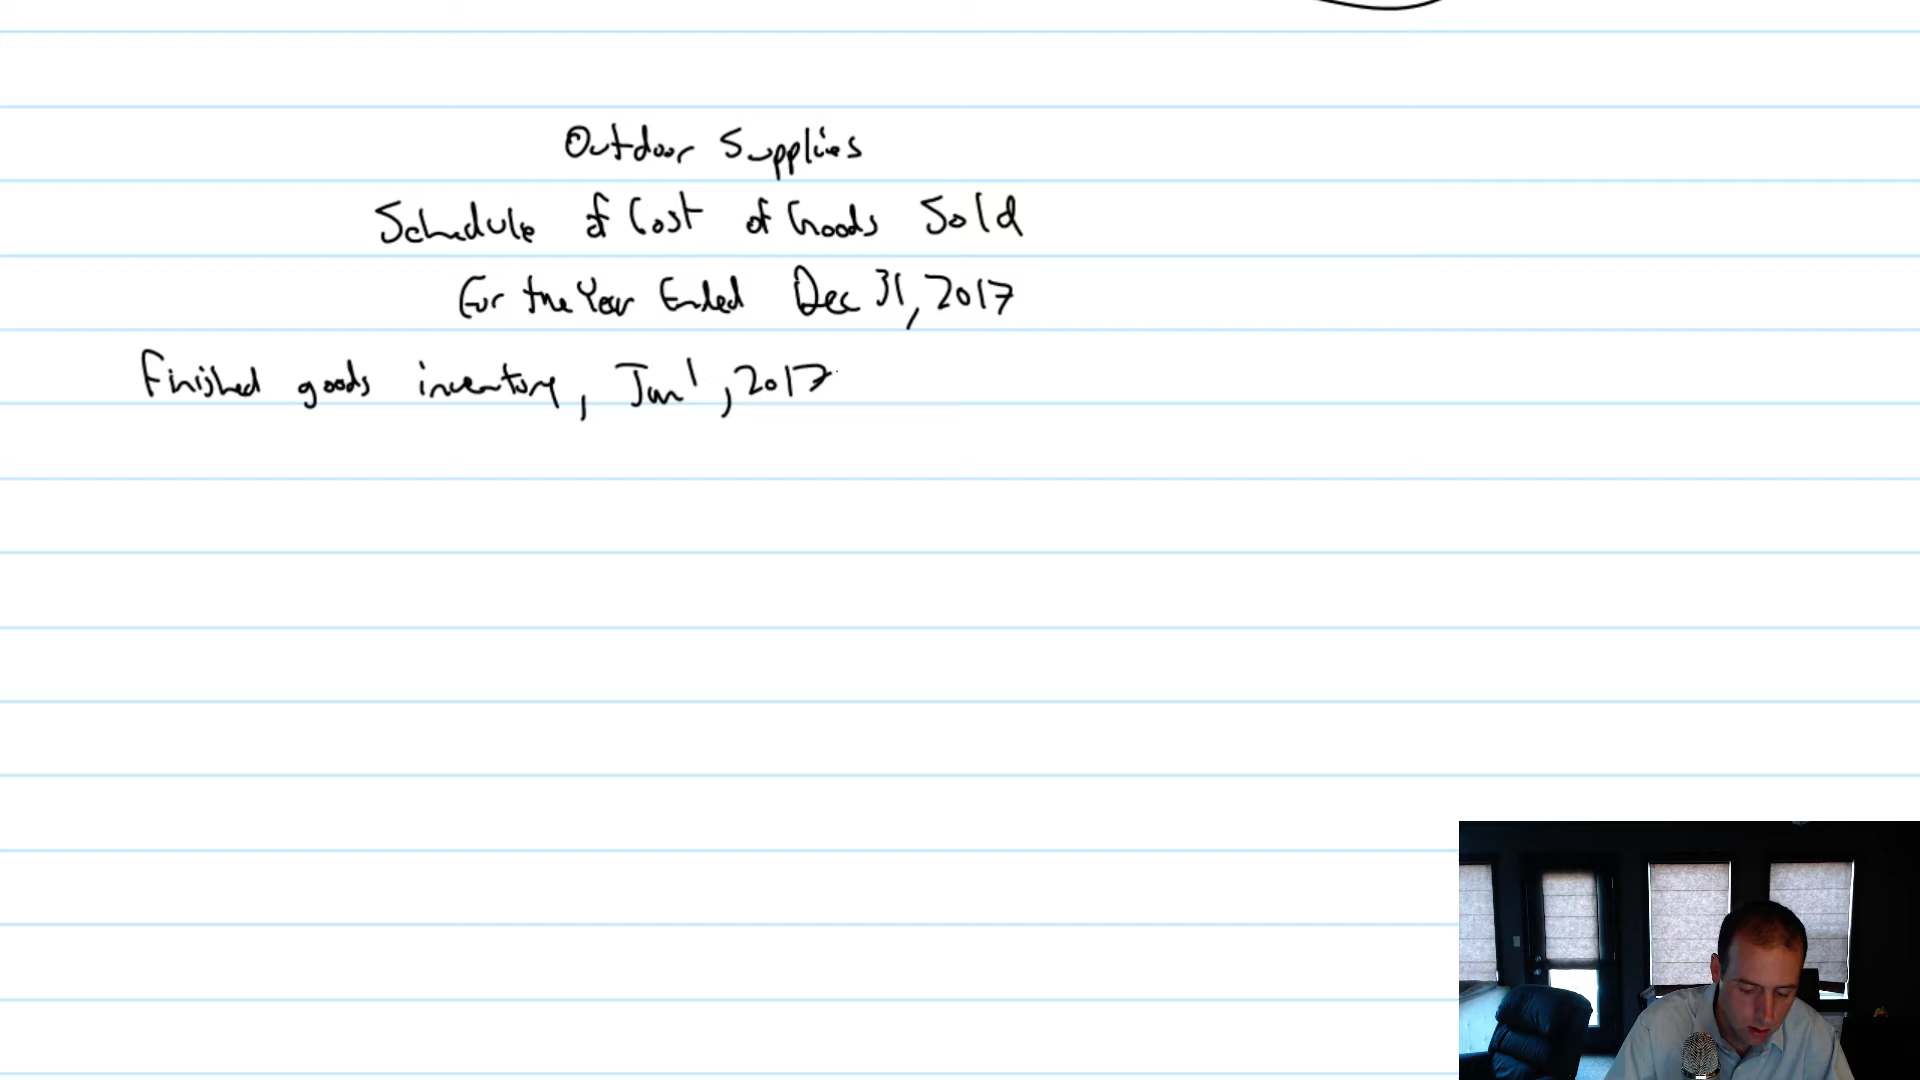 Outdoor Supplies
Schedule of Cost of Goods Sold
For the Year Ended Dec 31, 2017
Finished goods inventory, Jan 1, 2017